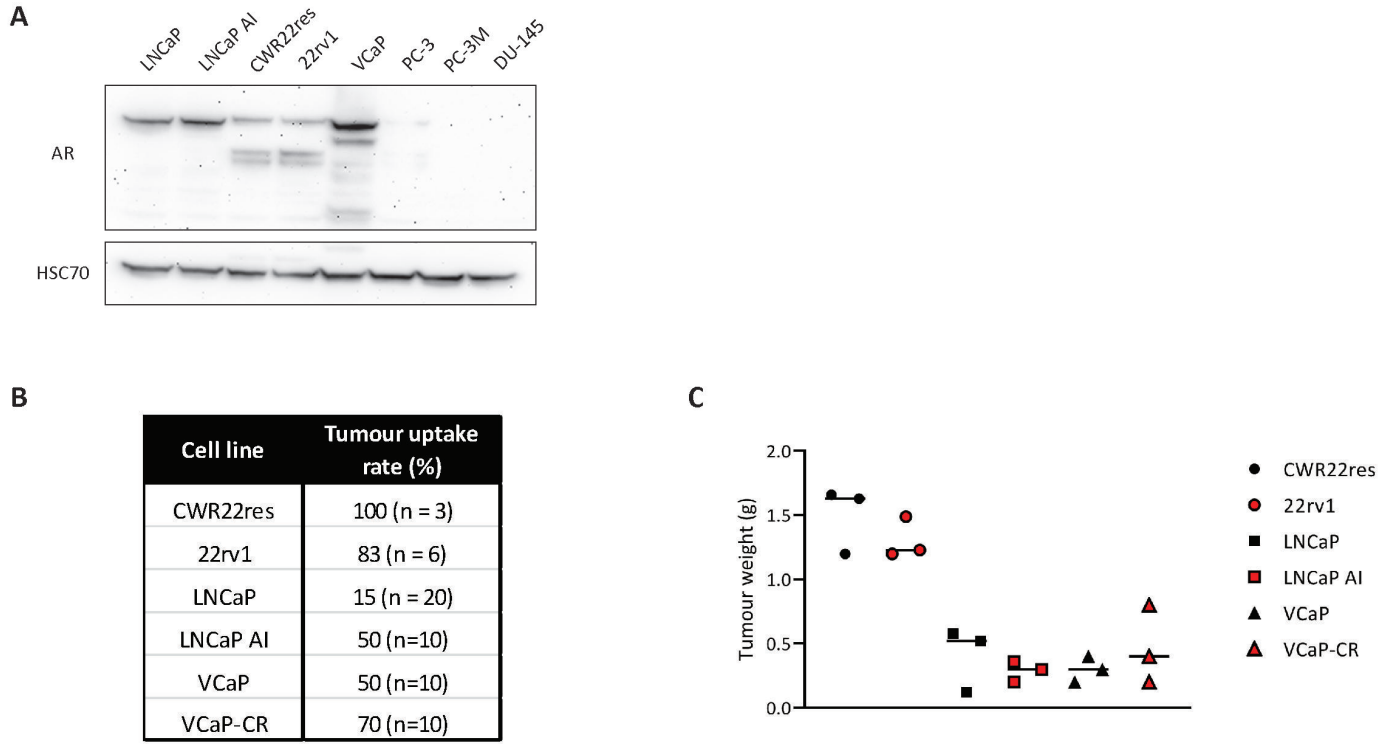 A
LNCaP
LNCaP AI
CWR22res
22rv1
VCaP
PC-3
PC-3M
DU-145
AR
HSC70
B
Cell line
Tumour uptake
rate (%)
CWR22res
100 (n = 3)
22rv1
83 (n = 6)
LNCaP
15 (n = 20)
LNCaP AI
50 (n=10)
VCaP
50 (n=10)
VCaP-CR
70 (n=10)
C
Tumour weight (g)
2.0
1.5
1.0
0.5
0.0
CWR22res
22rv1
LNCaP
LNCaP AI
VCaP
VCaP-CR